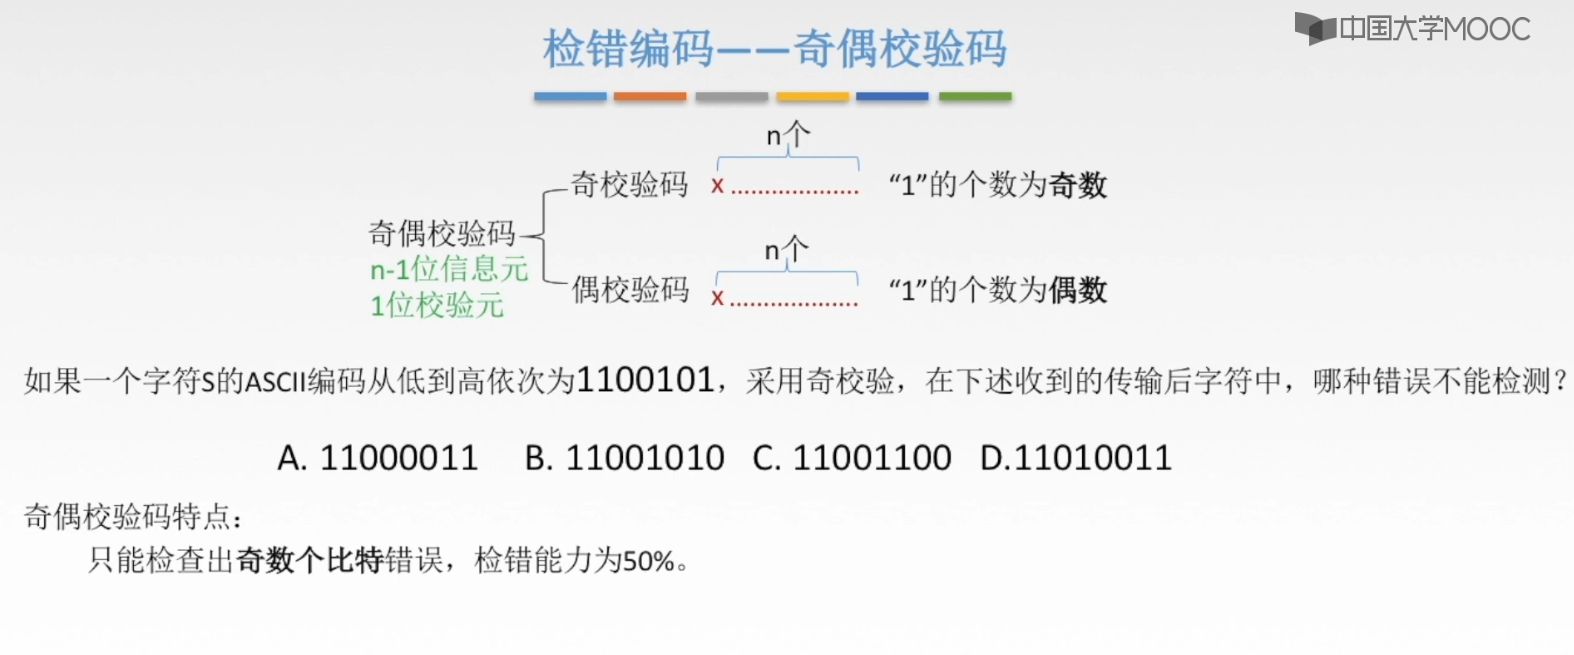 中国大学MOOC
检错编码——奇偶校验码
n个
奇校验码 x ................... “1”的个数为奇数
奇偶校验码
n-1位信息元
1位校验元
n个
偶校验码 x ................... “1”的个数为偶数
如果一个字符S的ASCII编码从低到高依次为1100101，采用奇校验，在下述收到的传输后字符中，哪种错误不能检测？
A. 11000011 B. 11001010 C. 11001100 D.11010011
奇偶校验码特点：
只能检查出奇数个比特错误，检错能力为50%。